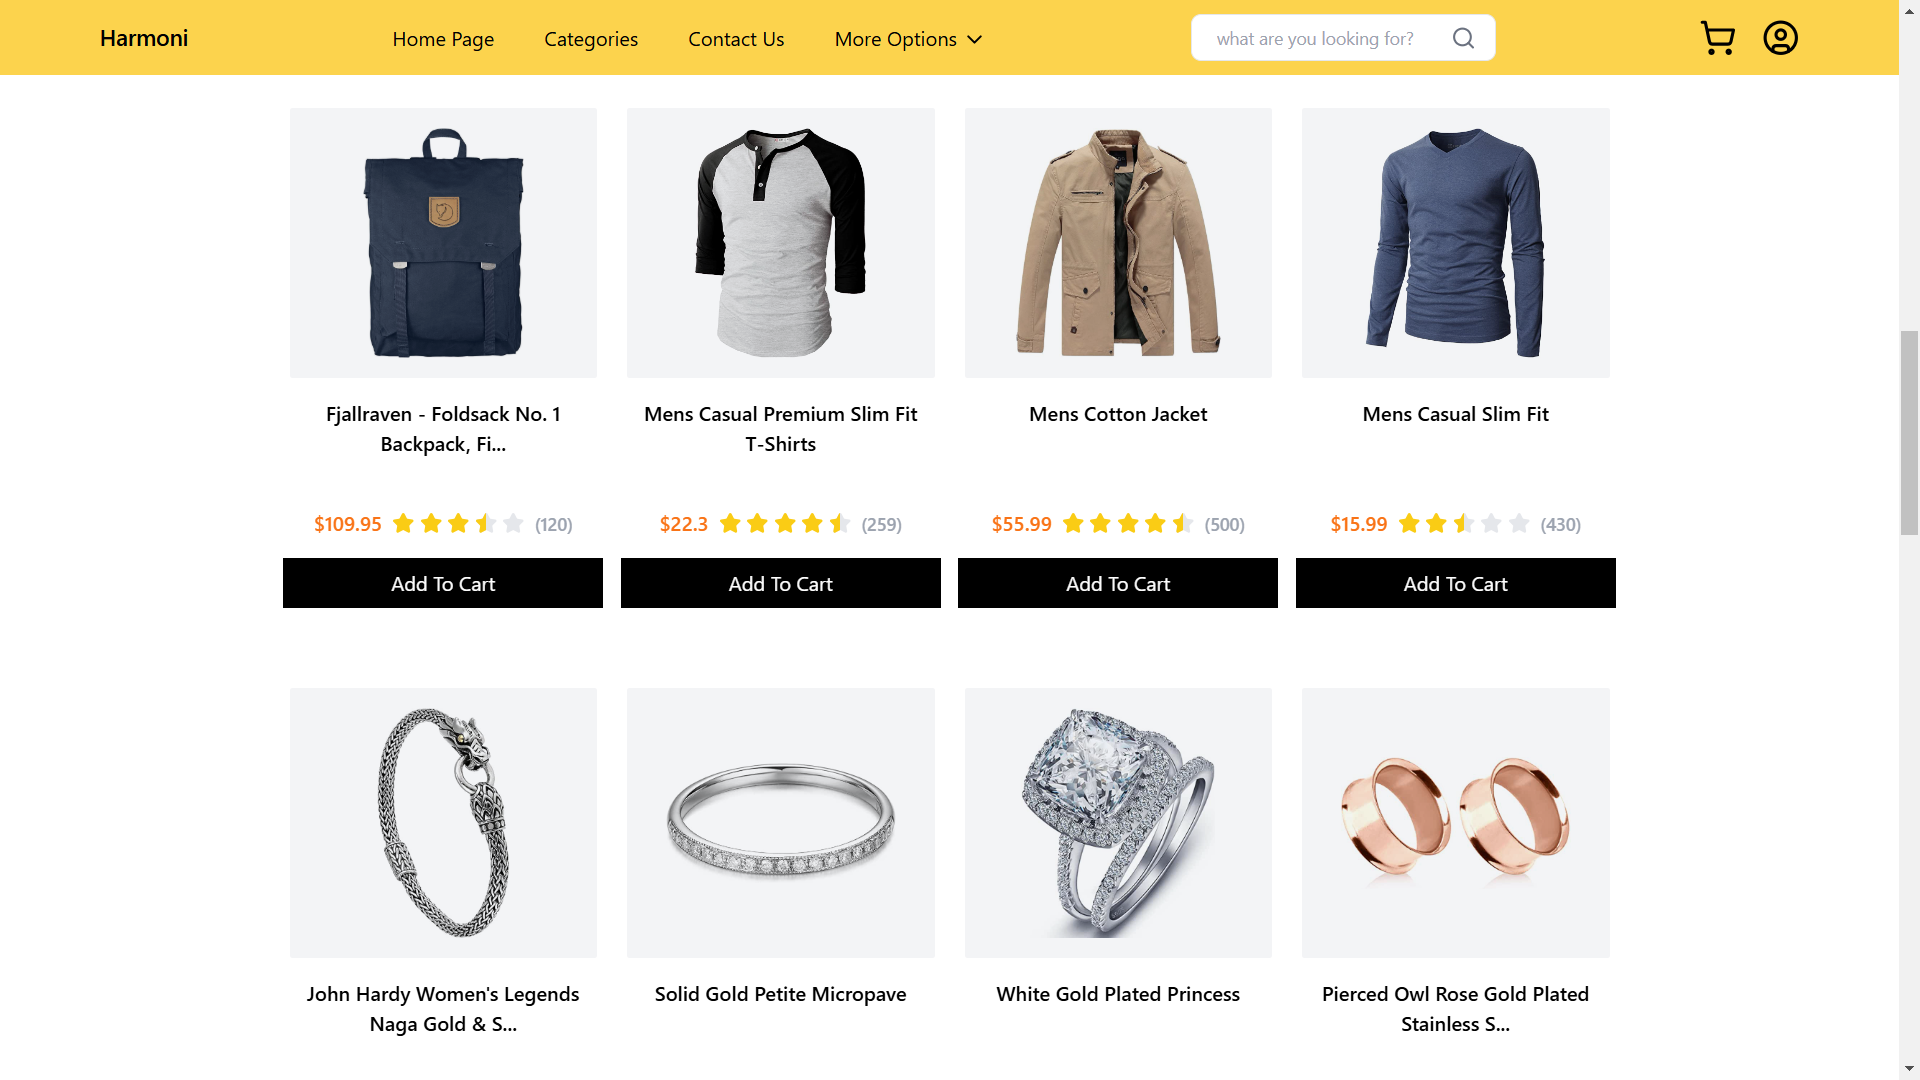 Harmoni
Home Page
Categories
Contact Us
More Options
what are you looking for?
Fjallraven - Foldsack No. 1
Backpack, Fi...
Mens Casual Premium Slim Fit
T-Shirts
Mens Cotton Jacket
Mens Casual Slim Fit
$109.95 (120)
$22.3 (259)
$55.99 (500)
$15.99 (430)
Add To Cart
Add To Cart
Add To Cart
Add To Cart
John Hardy Women's Legends
Naga Gold & S...
Solid Gold Petite Micropave
White Gold Plated Princess
Pierced Owl Rose Gold Plated
Stainless S...